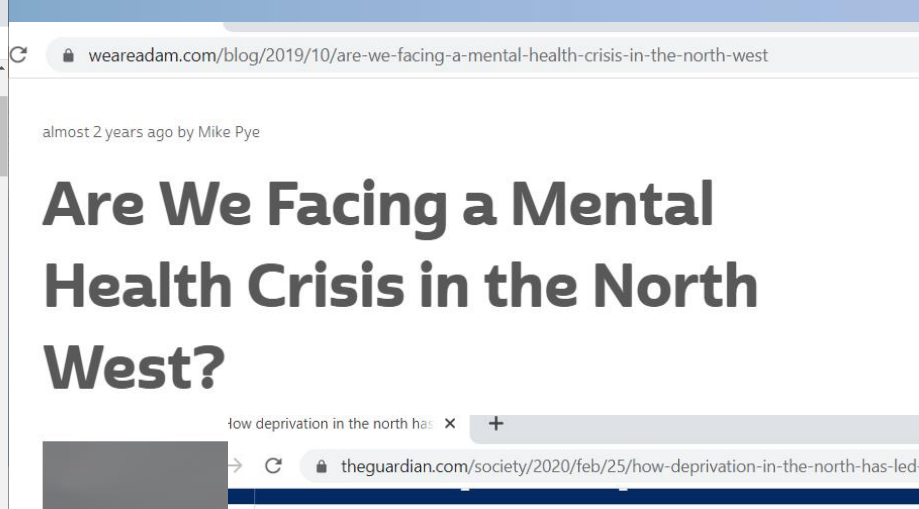 weareadam.com/blog/2019/10/are-we-facing-a-mental-health-crisis-in-the-north-west
almost 2 years ago by Mike Pye
Are We Facing a Mental
Health Crisis in the North
West?
How deprivation in the north has
theguardian.com/society/2020/feb/25/how-deprivation-in-the-north-has-led-